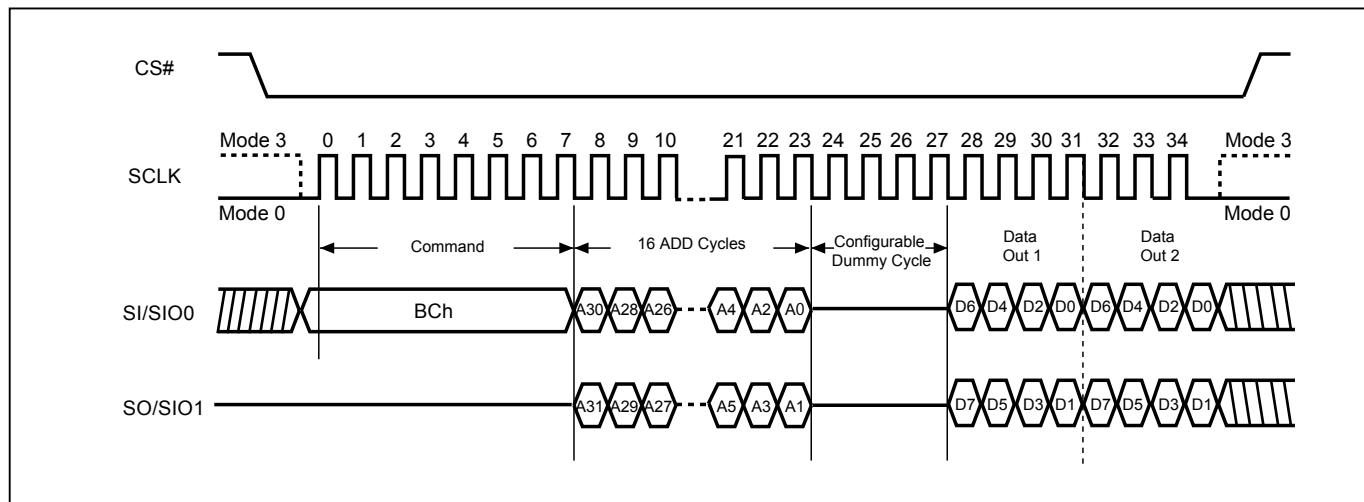 CS#
Mode 3 0 1 2 3 4 5 6 7 8 9 10 21 22 23 24 25 26 27 28 29 30 31 32 33 34 Mode 3
SCLK
Mode 0 Mode 0
Command 16 ADD Cycles Configurable Dummy Cycle Data Out 1 Data Out 2
SI/SIO0 BCh A30 A28 A26 A4 A2 A0 D6 D4 D2 D0 D6 D4 D2 D0
SO/SIO1 A31 A29 A27 A5 A3 A1 D7 D5 D3 D1 D7 D5 D3 D1